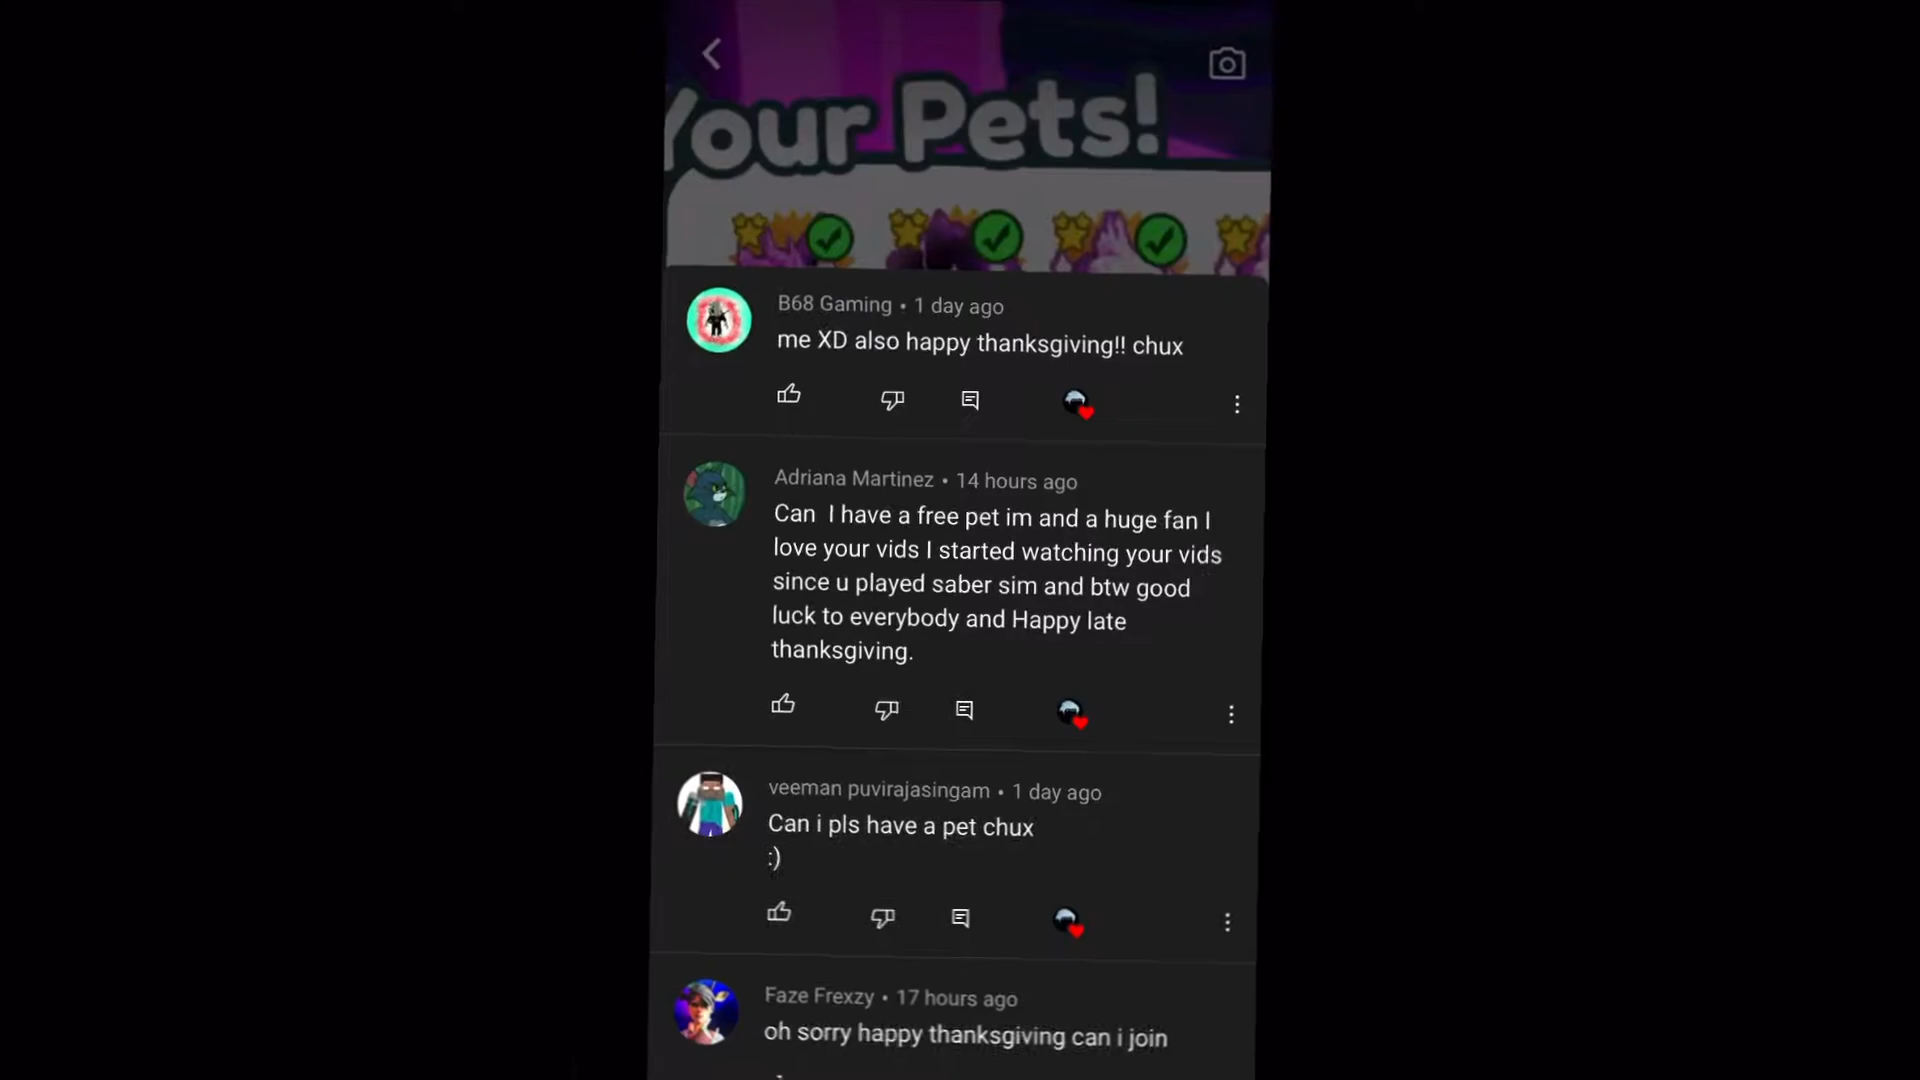 Your Pets!
B68 Gaming • 1 day ago
me XD also happy thanksgiving!! chux
Adriana Martinez • 14 hours ago
Can I have a free pet im and a huge fan I
love your vids I started watching your vids
since u played saber sim and btw good
luck to everybody and Happy late
thanksgiving.
veeman puvirajasingam • 1 day ago
Can i pls have a pet chux
:)
Faze Frexzy • 17 hours ago
oh sorry happy thanksgiving can i join